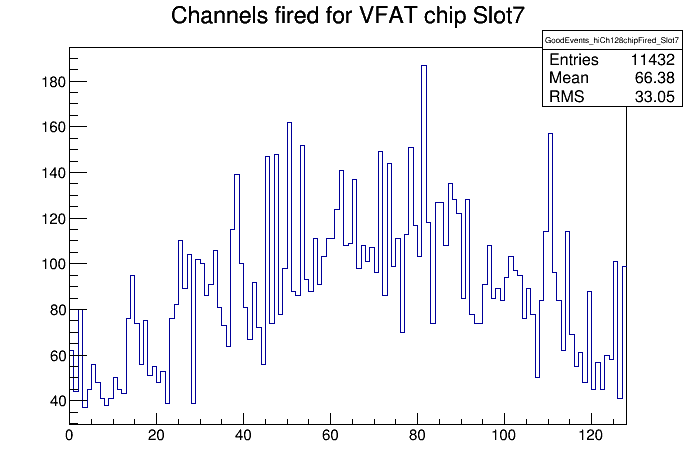 Channels fired for VFAT chip Slot7
GoodEvents_hiCh128chipFired_Slot7
Entries 11432
Mean 66.38
RMS 33.05
180
160
140
120
100
80
60
40
0 20 40 60 80 100 120